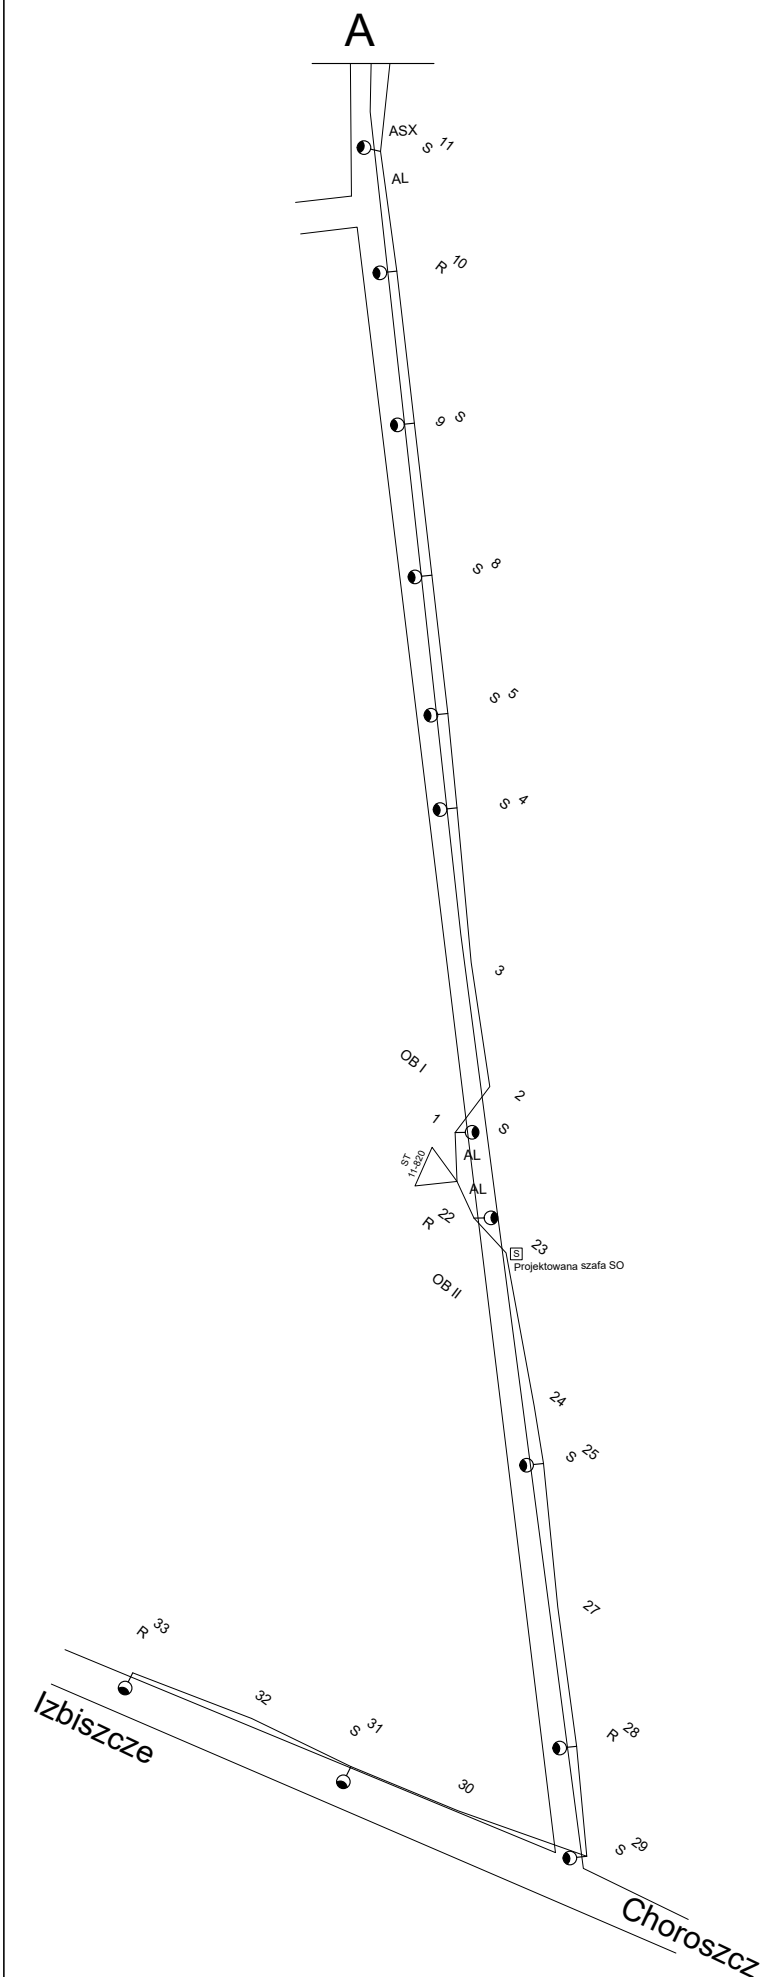 A
ASX
S 11
AL
R 10
9 S
S 8
S 5
S 4
3
OB I
2
1
S
AL
ST
11-820
AL
R 22
23
S
Projektowana szafa SO
OB II
24
S 25
27
R 33
32
S 31
R 28
Izbiszcze
30
S 29
Choroszcz